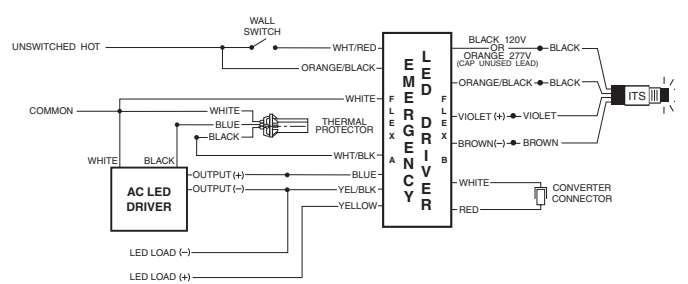 WALL
SWITCH
UNSWITCHED HOT
WHT/RED
ORANGE/BLACK
COMMON
WHITE
WHITE
BLUE
BLACK
THERMAL
PROTECTOR
WHT/BLK
WHITE
BLACK
AC LED
DRIVER
OUTPUT (+)
OUTPUT (−)
BLUE
YEL/BLK
YELLOW
LED LOAD (−)
LED LOAD (+)
FLEX A
EMERGENCY
LED DRIVER
FLEX B
BLACK 120V
OR
ORANGE 277V
(CAP UNUSED LEAD)
BLACK
ORANGE/BLACK
BLACK
VIOLET (+)
VIOLET
BROWN(−)
BROWN
ITS
WHITE
RED
CONVERTER
CONNECTOR